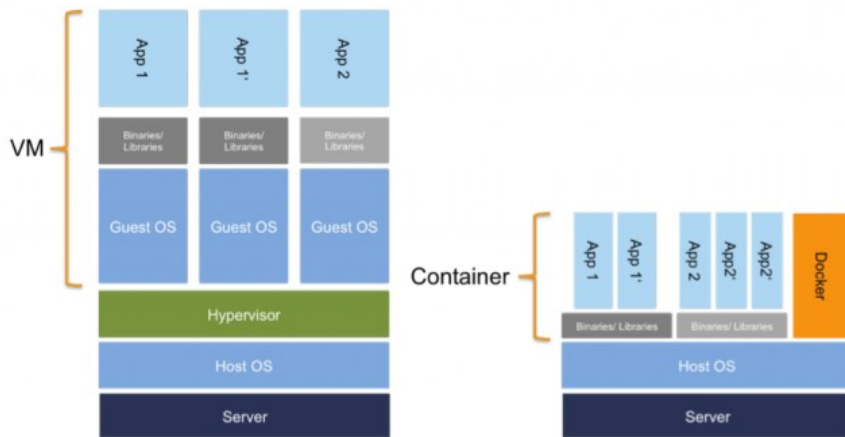 VM
App 1
App 1'
App 2
Binaries/
Libraries
Binaries/
Libraries
Binaries/
Libraries
Guest OS
Guest OS
Guest OS
Hypervisor
Host OS
Server
Container
App 1
App 1'
App 2
App2'
App2'
Docker
Binaries/ Libraries
Binaries/ Libraries
Host OS
Server